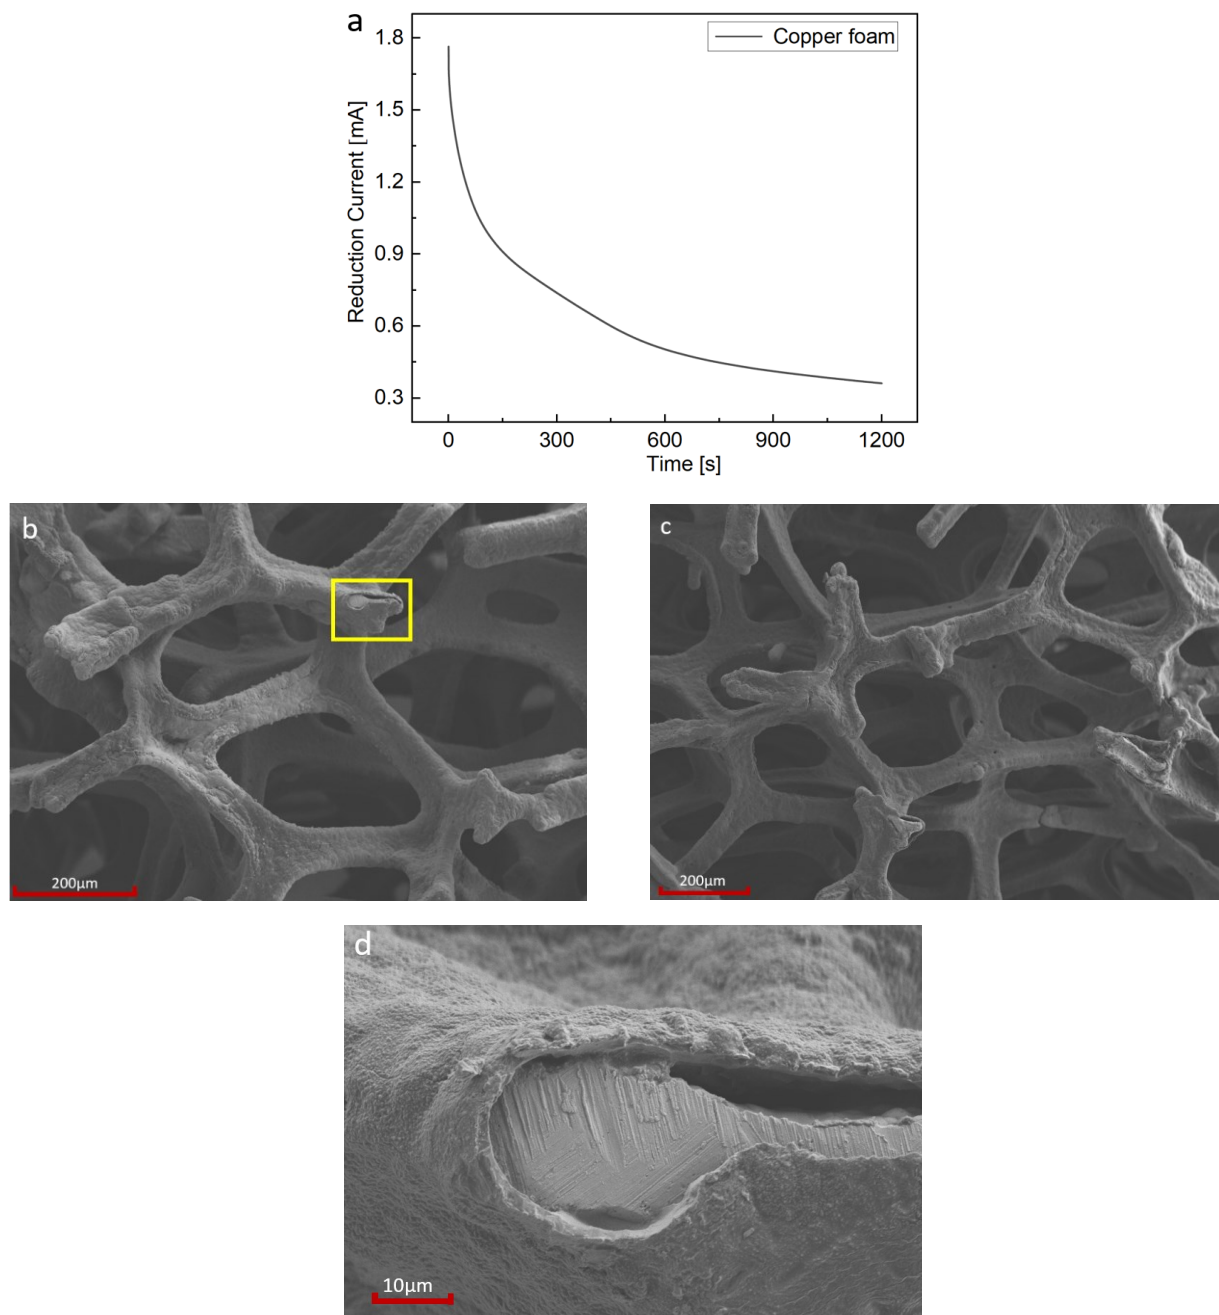 a
Copper foam
Reduction Current [mA]
1.8
1.5
1.2
0.9
0.6
0.3
0
300
600
900
1200
Time [s]
b
200μm
c
200μm
d
10μm